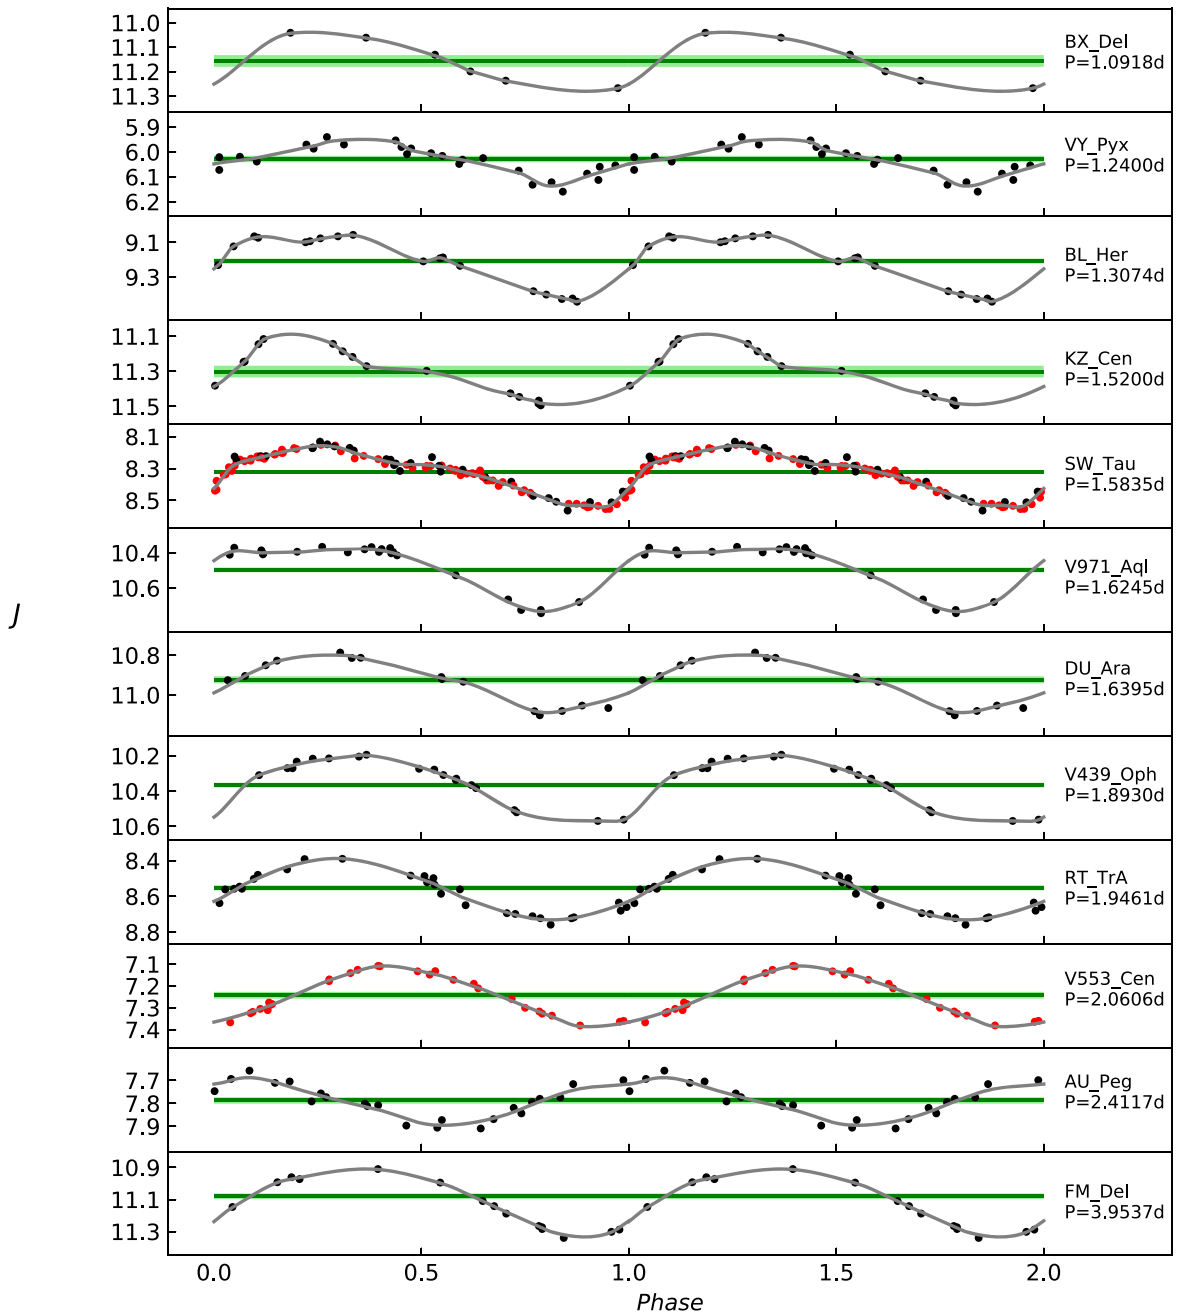 11.0
11.1
11.2
11.3
BX_Del
P=1.0918d
5.9
6.0
6.1
6.2
VY_Pyx
P=1.2400d
9.1
9.3
BL_Her
P=1.3074d
11.1
11.3
11.5
KZ_Cen
P=1.5200d
8.1
8.3
8.5
SW_Tau
P=1.5835d
10.4
10.6
V971_Aql
P=1.6245d
J
10.8
11.0
DU_Ara
P=1.6395d
10.2
10.4
10.6
V439_Oph
P=1.8930d
8.4
8.6
8.8
RT_TrA
P=1.9461d
7.1
7.2
7.3
7.4
V553_Cen
P=2.0606d
7.7
7.8
7.9
AU_Peg
P=2.4117d
10.9
11.1
11.3
FM_Del
P=3.9537d
0.0 0.5 1.0 1.5 2.0
Phase